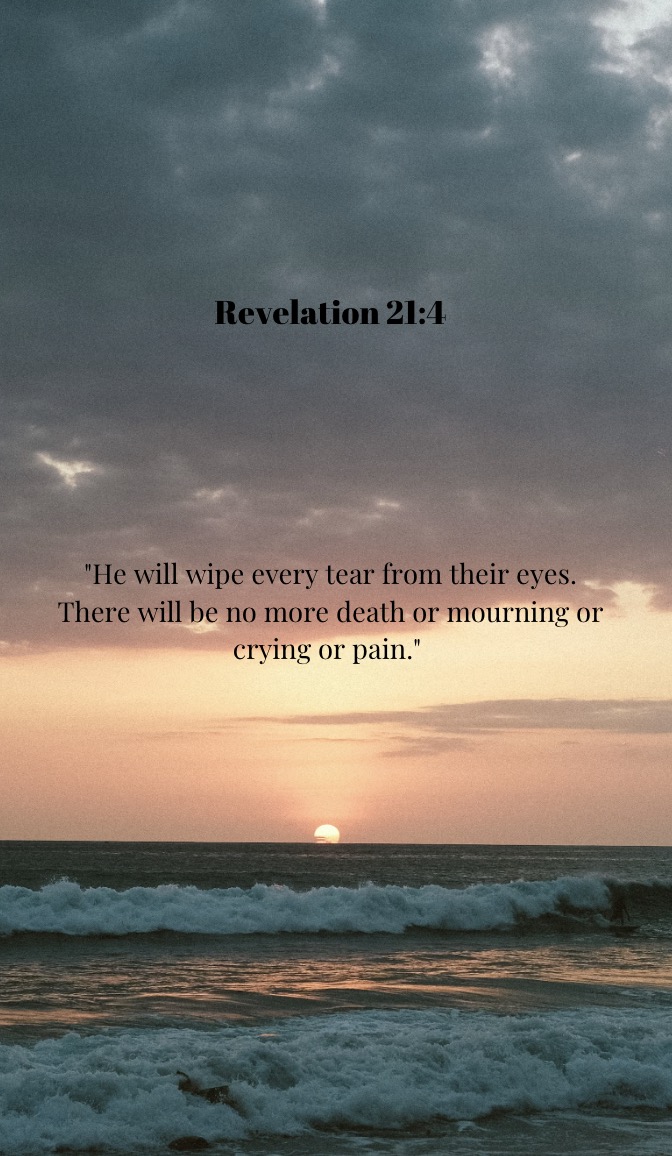 Revelation 21:4
"He will wipe every tear from their eyes.
There will be no more death or mourning or
crying or pain."